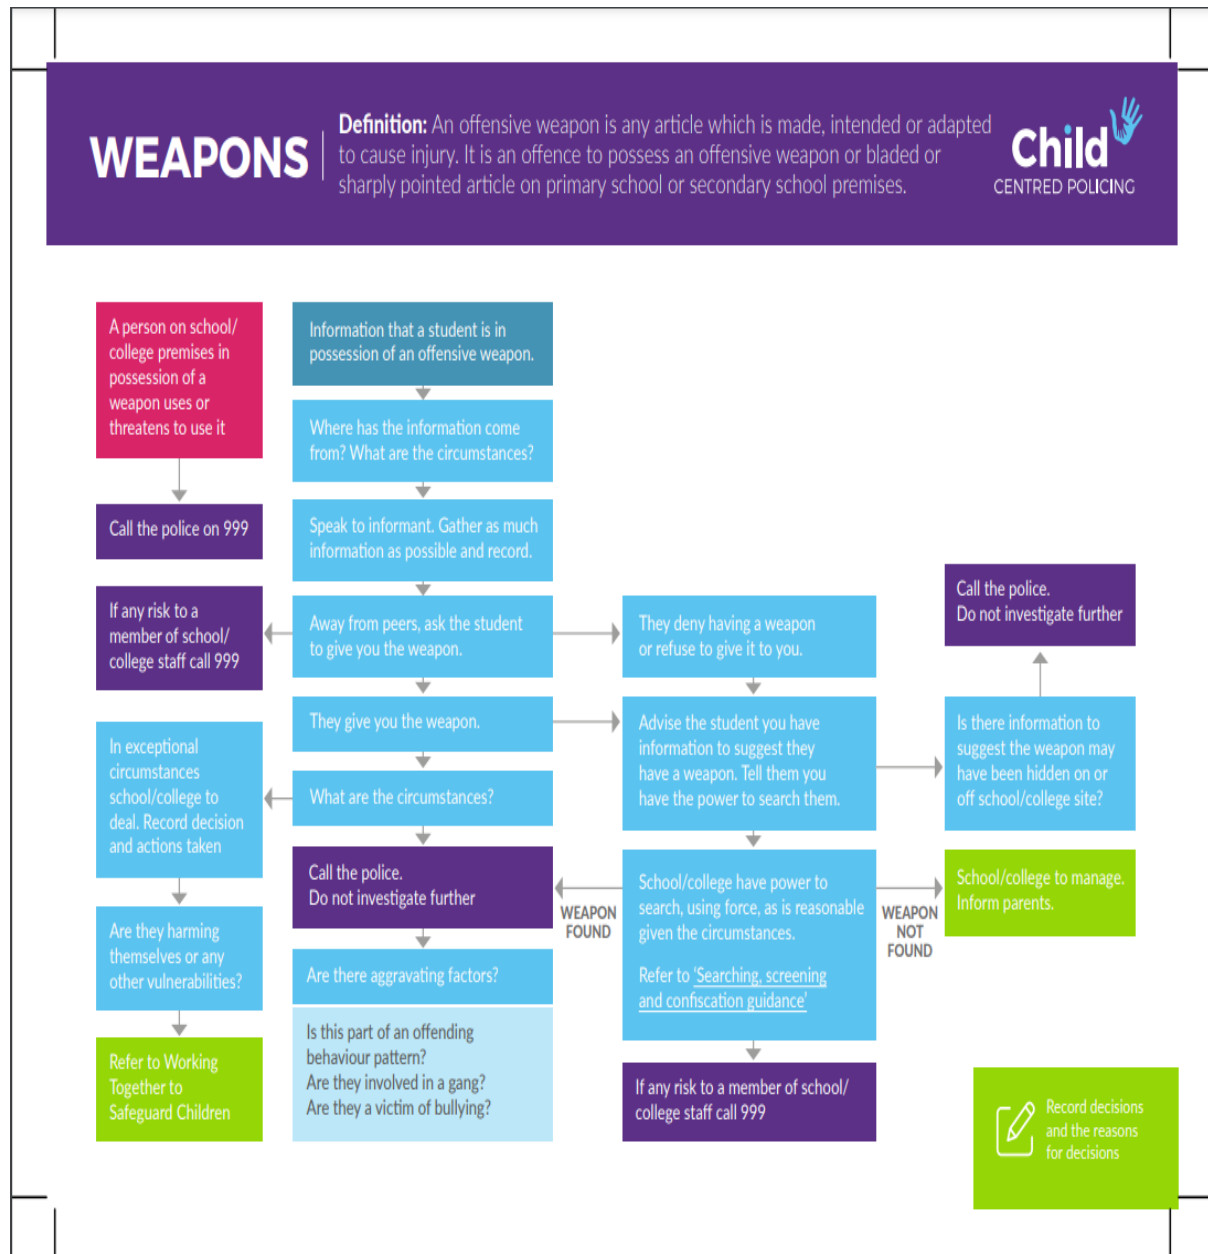 WEAPONS
Definition: An offensive weapon is any article which is made, intended or adapted
to cause injury. It is an offence to possess an offensive weapon or bladed or
sharply pointed article on primary school or secondary school premises.
Child
CENTRED POLICING
A person on school/
college premises in
possession of a
weapon uses or
threatens to use it
Call the police on 999
If any risk to a
member of school/
college staff call 999
In exceptional
circumstances
school/college to
deal. Record decision
and actions taken
Are they harming
themselves or any
other vulnerabilities?
Refer to Working
Together to
Safeguard Children
Information that a student is in
possession of an offensive weapon.
Where has the information come
from? What are the circumstances?
Speak to informant. Gather as much
information as possible and record.
Away from peers, ask the student
to give you the weapon.
They give you the weapon.
What are the circumstances?
Call the police.
Do not investigate further
Are there aggravating factors?
Is this part of an offending
behaviour pattern?
Are they involved in a gang?
Are they a victim of bullying?
WEAPON
FOUND
They deny having a weapon
or refuse to give it to you.
Advise the student you have
information to suggest they
have a weapon. Tell them you
have the power to search them.
School/college have power to
search, using force, as is reasonable
given the circumstances.
Refer to 'Searching, screening
and confiscation guidance'
If any risk to a member of school/
college staff call 999
WEAPON
NOT
FOUND
Call the police.
Do not investigate further
Is there information to
suggest the weapon may
have been hidden on or
off school/college site?
School/college to manage.
Inform parents.
Record decisions
and the reasons
for decisions